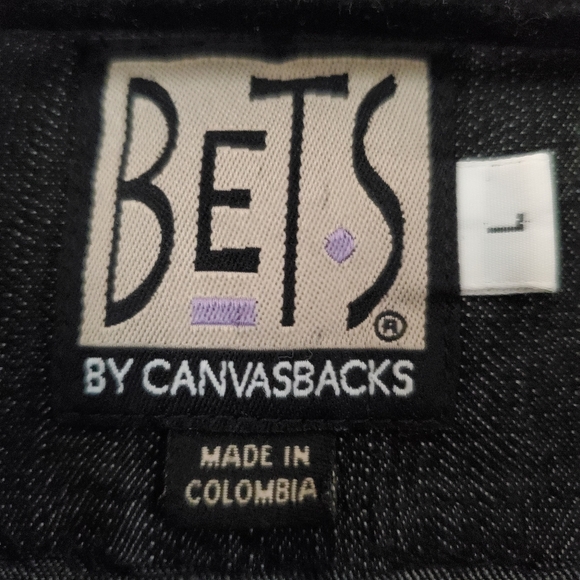 BETS
®
L
BY CANVASBACKS
MADE IN
COLOMBIA